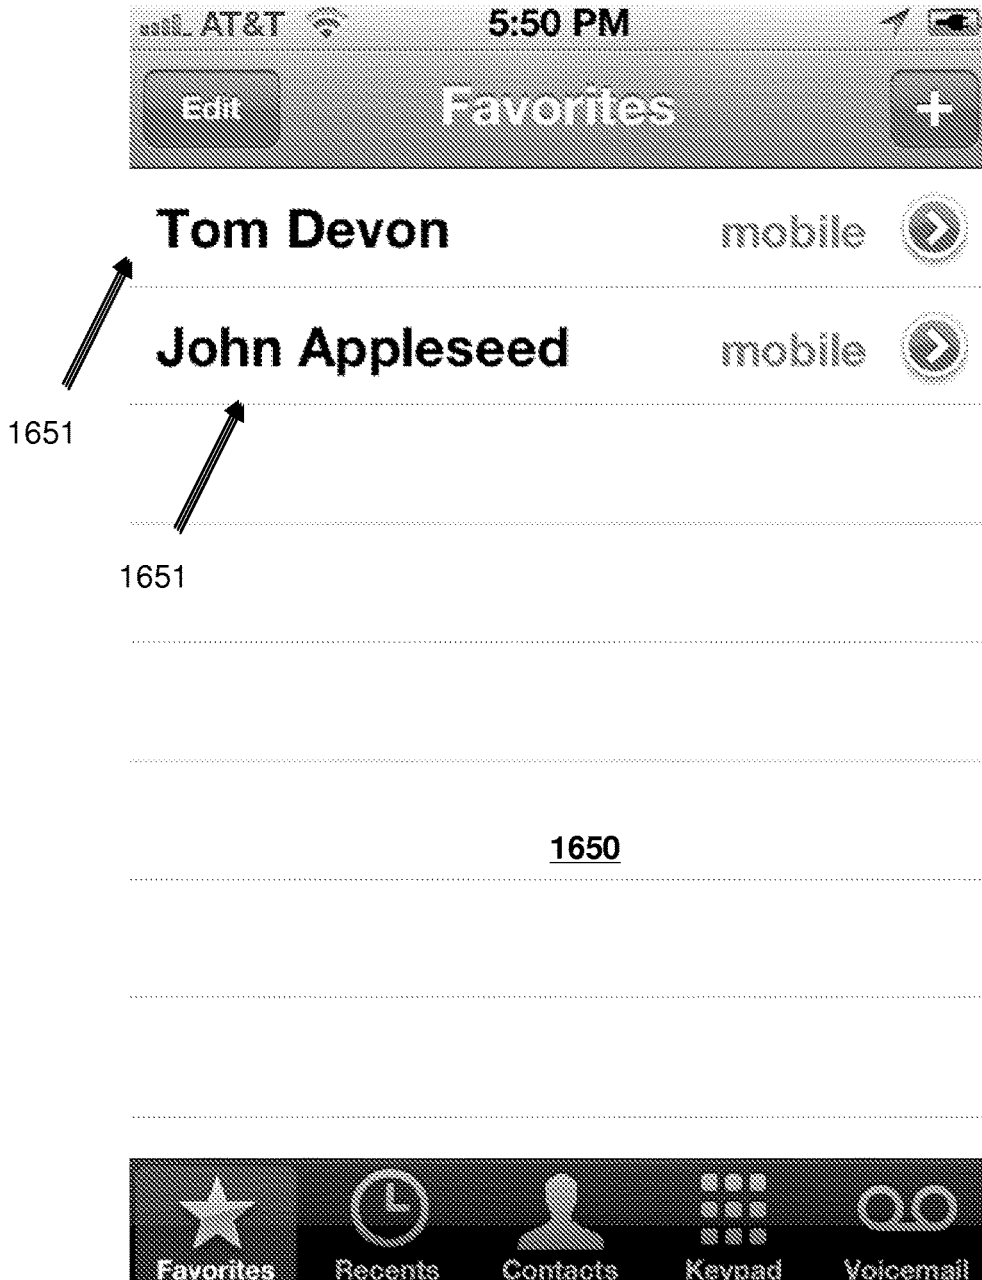 AT&T 5:50 PM
Edit Favorites +
Tom Devon mobile
John Appleseed mobile
1651
1651
1650
Favorites Recents Contacts Keypad Voicemail